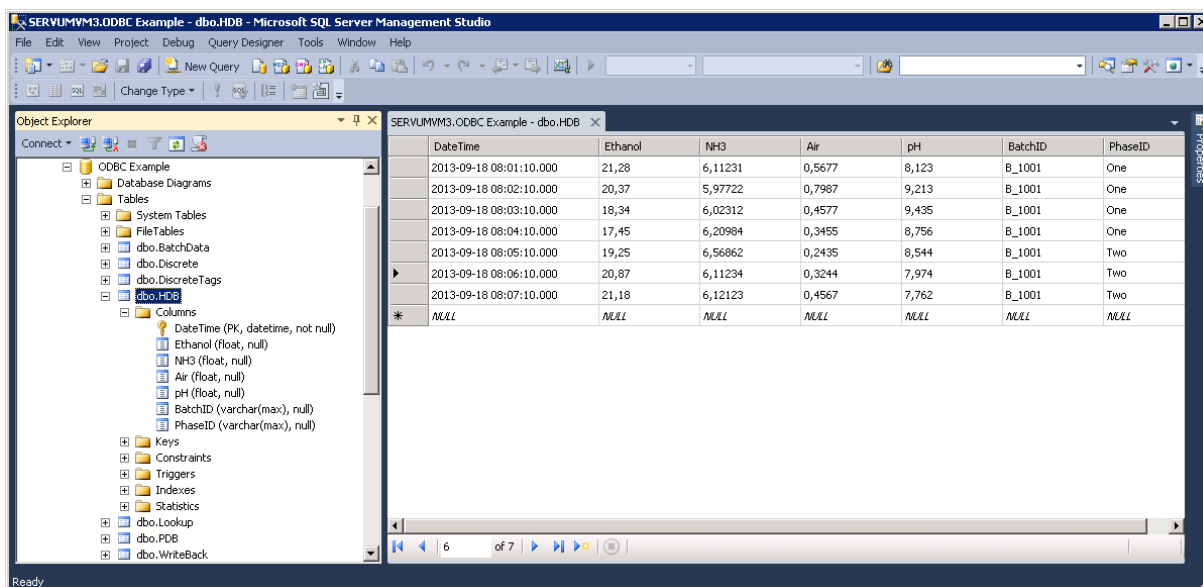 SERVUMVM3.ODBC Example - dbo.HDB - Microsoft SQL Server Management Studio
File Edit View Project Debug Query Designer Tools Window Help
New Query
Change Type
Object Explorer
Connect
ODBC Example
Database Diagrams
Tables
System Tables
FileTables
dbo.BatchData
dbo.Discrete
dbo.DiscreteTags
dbo.HDB
Columns
DateTime (PK, datetime, not null)
Ethanol (float, null)
NH3 (float, null)
Air (float, null)
pH (float, null)
BatchID (varchar(max), null)
PhaseID (varchar(max), null)
Keys
Constraints
Triggers
Indexes
Statistics
dbo.Lookup
dbo.PDB
dbo.WriteBack
SERVUMVM3.ODBC Example - dbo.HDB
DateTime Ethanol NH3 Air pH BatchID PhaseID
2013-09-18 08:01:10.000 21,28 6,11231 0,5677 8,123 B_1001 One
2013-09-18 08:02:10.000 20,37 5,97722 0,7987 9,213 B_1001 One
2013-09-18 08:03:10.000 18,34 6,02312 0,4577 9,435 B_1001 One
2013-09-18 08:04:10.000 17,45 6,20984 0,3455 8,756 B_1001 One
2013-09-18 08:05:10.000 19,25 6,56862 0,2435 8,544 B_1001 Two
2013-09-18 08:06:10.000 20,87 6,11234 0,3244 7,974 B_1001 Two
2013-09-18 08:07:10.000 21,18 6,12123 0,4567 7,762 B_1001 Two
NULL NULL NULL NULL NULL NULL NULL
6 of 7
Properties
Ready